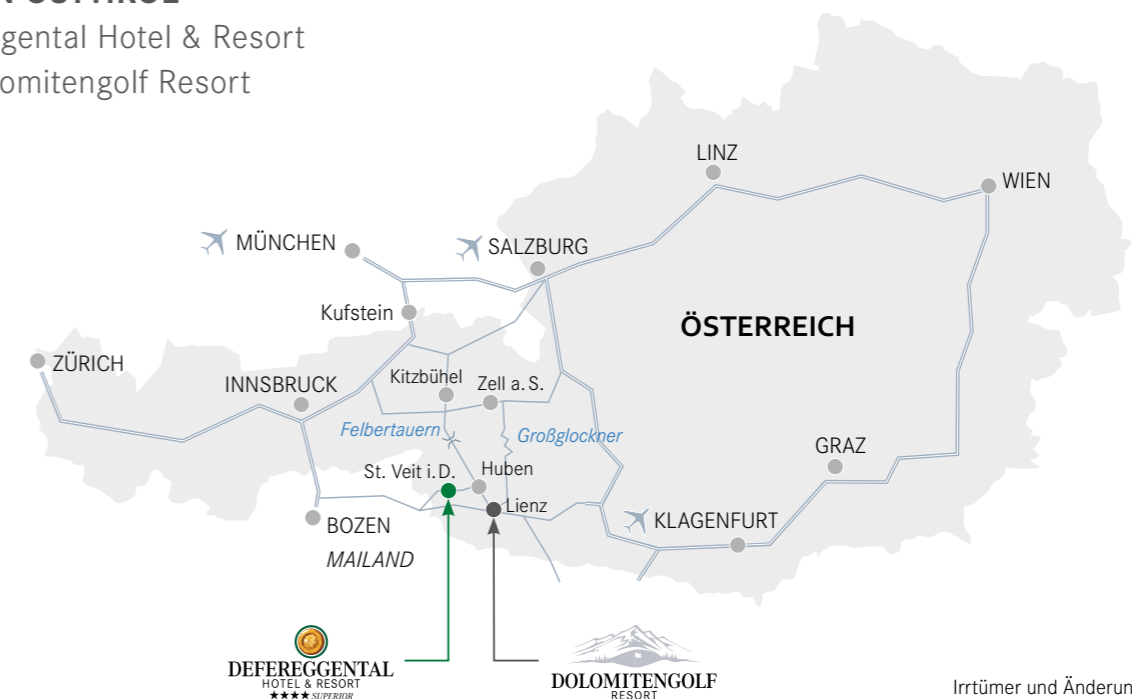 gental Hotel & Resort
omitengolf Resort
LINZ
WIEN
MÜNCHEN
SALZBURG
Kufstein
ÖSTERREICH
ZÜRICH
INNSBRUCK
Kitzbühel
Zell a. S.
Felbertauern
Großglockner
GRAZ
St. Veit i. D.
Huben
Lienz
KLAGENFURT
BOZEN
MAILAND
DEFEREGGENTAL
HOTEL & RESORT
★★★★ SUPERIOR
DOLOMITENGOLF
RESORT
Irrtümer und Änderun